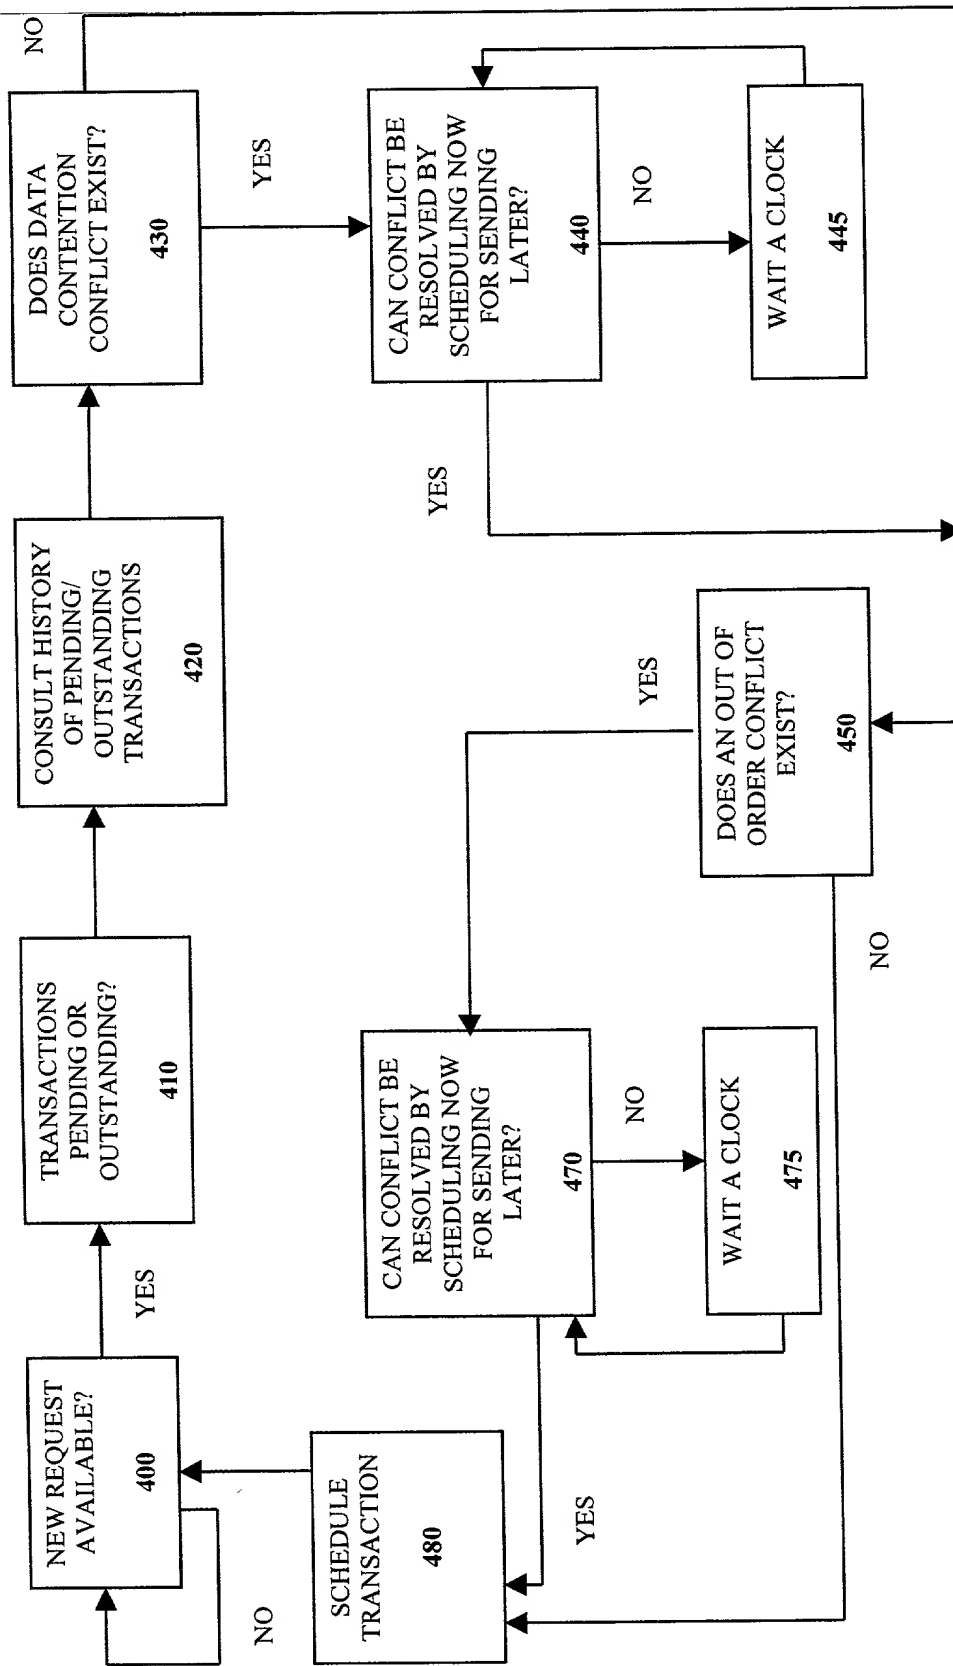 NEW REQUEST
AVAILABLE?
400
NO
YES
TRANSACTIONS
PENDING OR
OUTSTANDING?
410
CONSULT HISTORY
OF PENDING/
OUTSTANDING
TRANSACTIONS
420
DOES DATA
CONTENTION
CONFLICT EXIST?
430
NO
YES
CAN CONFLICT BE
RESOLVED BY
SCHEDULING NOW
FOR SENDING
LATER?
440
YES
NO
WAIT A CLOCK
445
DOES AN OUT OF
ORDER CONFLICT
EXIST?
450
YES
NO
CAN CONFLICT BE
RESOLVED BY
SCHEDULING NOW
FOR SENDING
LATER?
470
NO
WAIT A CLOCK
475
YES
SCHEDULE
TRANSACTION
480